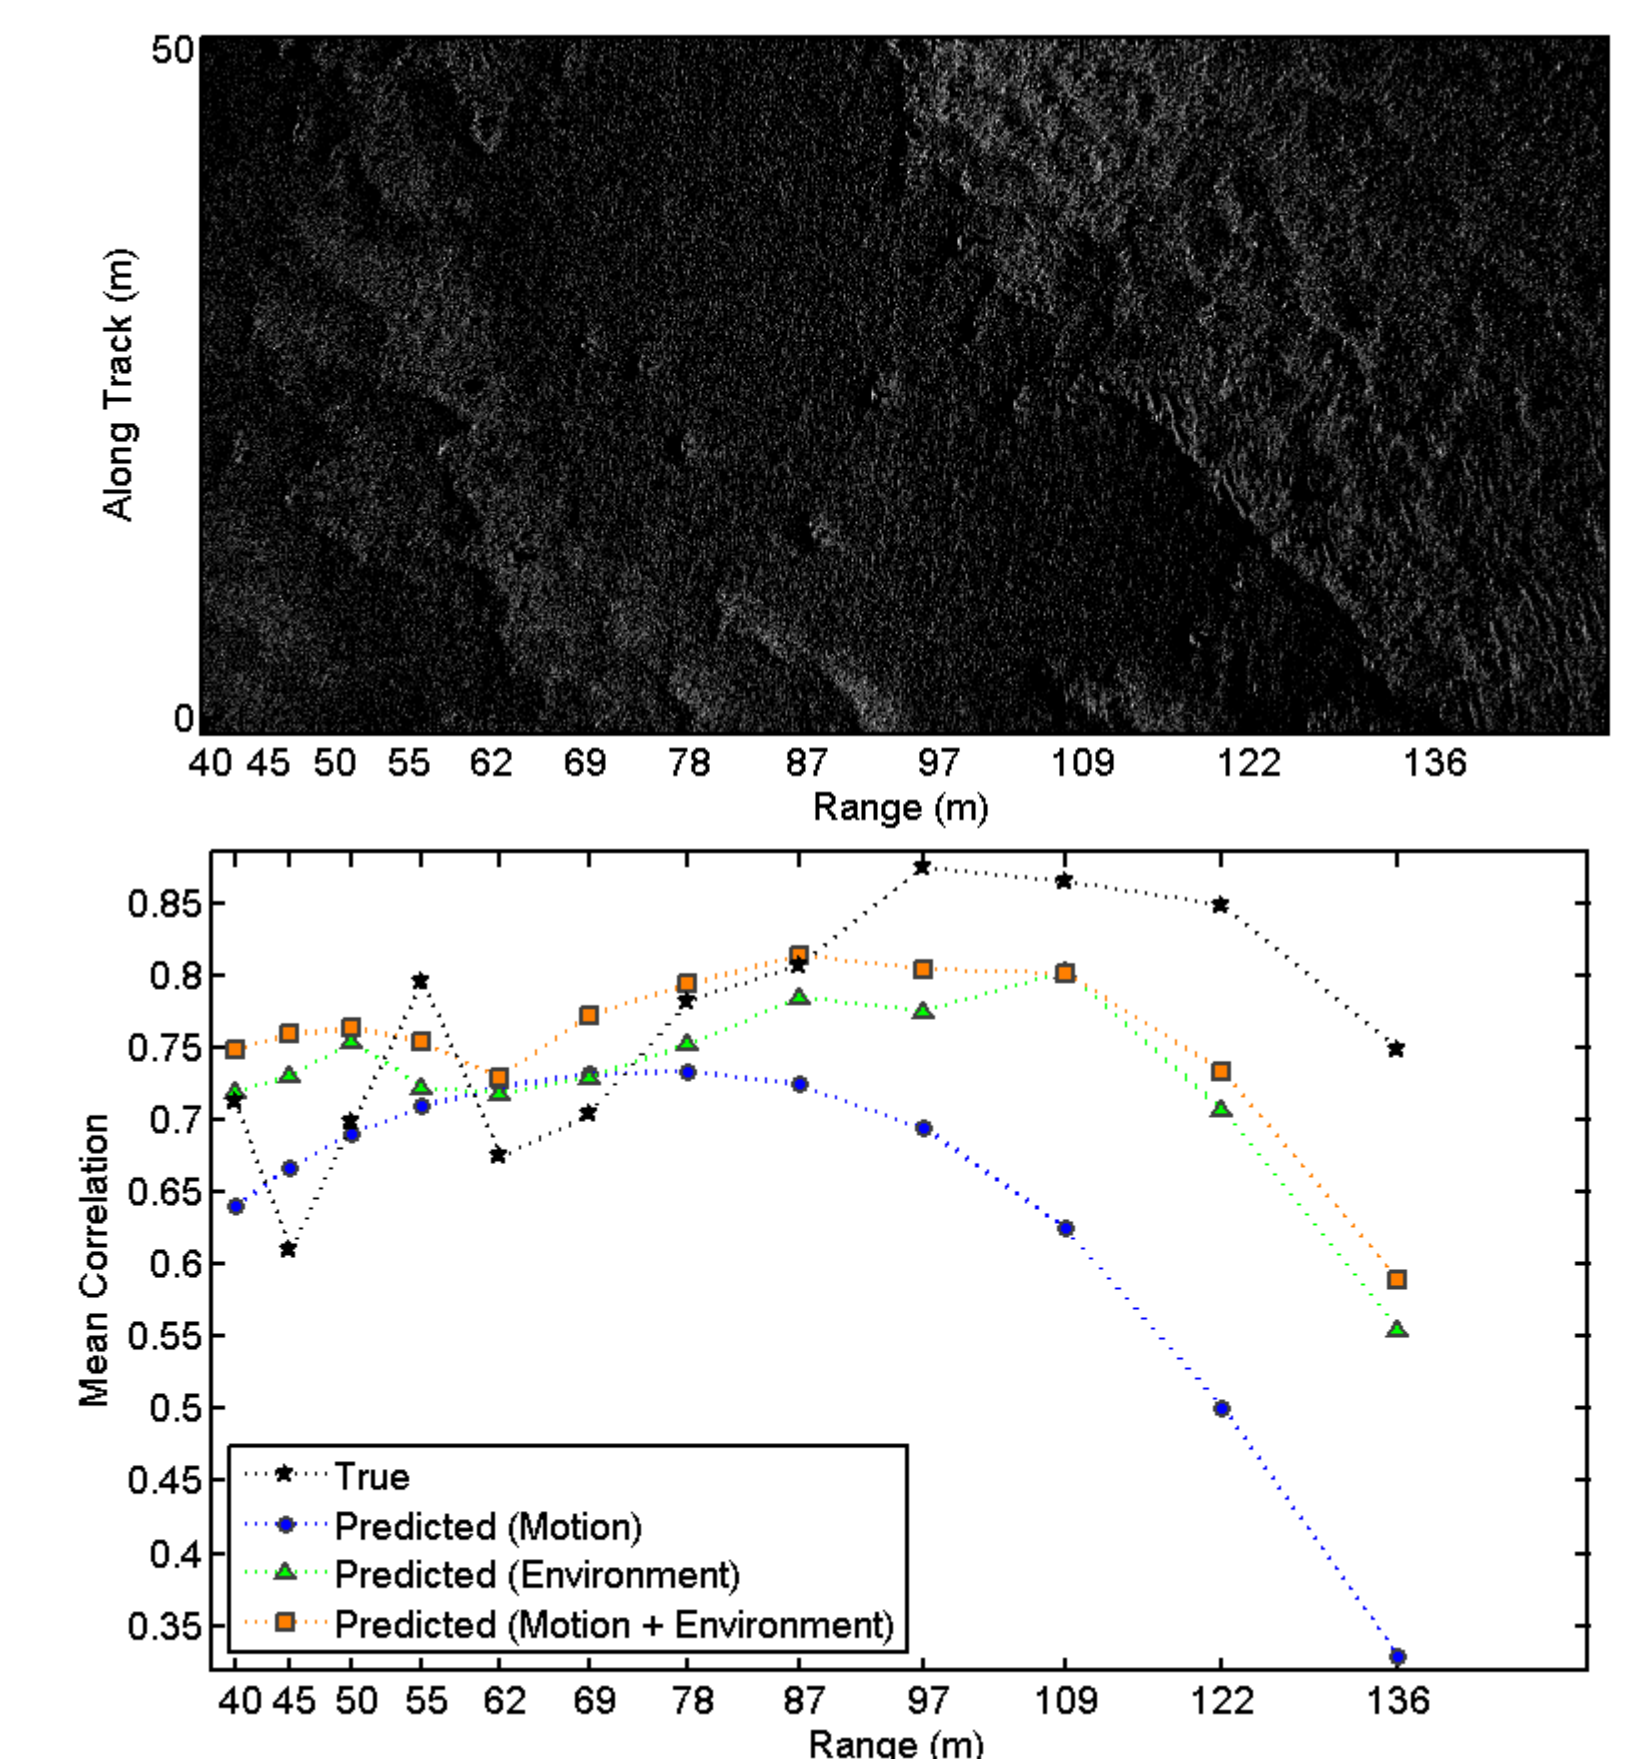 50
Along Track (m)
0
40 45 50 55 62 69 78 87 97 109 122 136
Range (m)
0.85
0.8
0.75
0.7
0.65
0.6
0.55
0.5
0.45
0.4
0.35
Mean Correlation
True
Predicted (Motion)
Predicted (Environment)
Predicted (Motion + Environment)
40 45 50 55 62 69 78 87 97 109 122 136
Range (m)